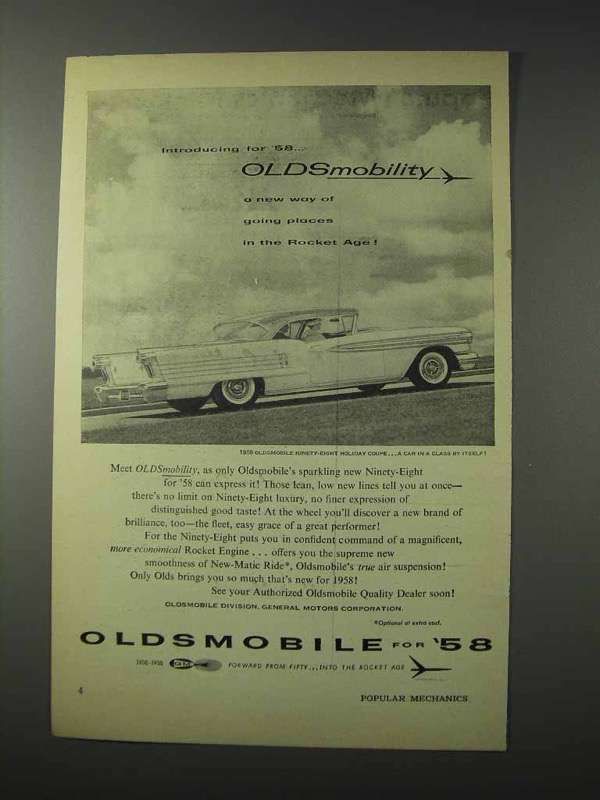 Introducing for '58...
OLDSmobility
a new way of
going places
in the Rocket Age!
1958 OLDSMOBILE NINETY-EIGHT HOLIDAY COUPE...A CAR IN A CLASS BY ITSELF!
Meet OLDSmobility, as only Oldsmobile's sparkling new Ninety-Eight
for '58 can express it! Those lean, low new lines tell you at once—
there's no limit on Ninety-Eight luxury, no finer expression of
distinguished good taste! At the wheel you'll discover a new brand of
brilliance, too—the fleet, easy grace of a great performer!
For the Ninety-Eight puts you in confident command of a magnificent,
more economical Rocket Engine... offers you the supreme new
smoothness of New-Matic Ride*, Oldsmobile's true air suspension!
Only Olds brings you so much that's new for 1958!
See your Authorized Oldsmobile Quality Dealer soon!
OLDSMOBILE DIVISION, GENERAL MOTORS CORPORATION.
*Optional at extra cost.
OLDSMOBILE FOR '58
1908-1958 GM FORWARD FROM FIFTY...INTO THE ROCKET AGE
4
POPULAR MECHANICS